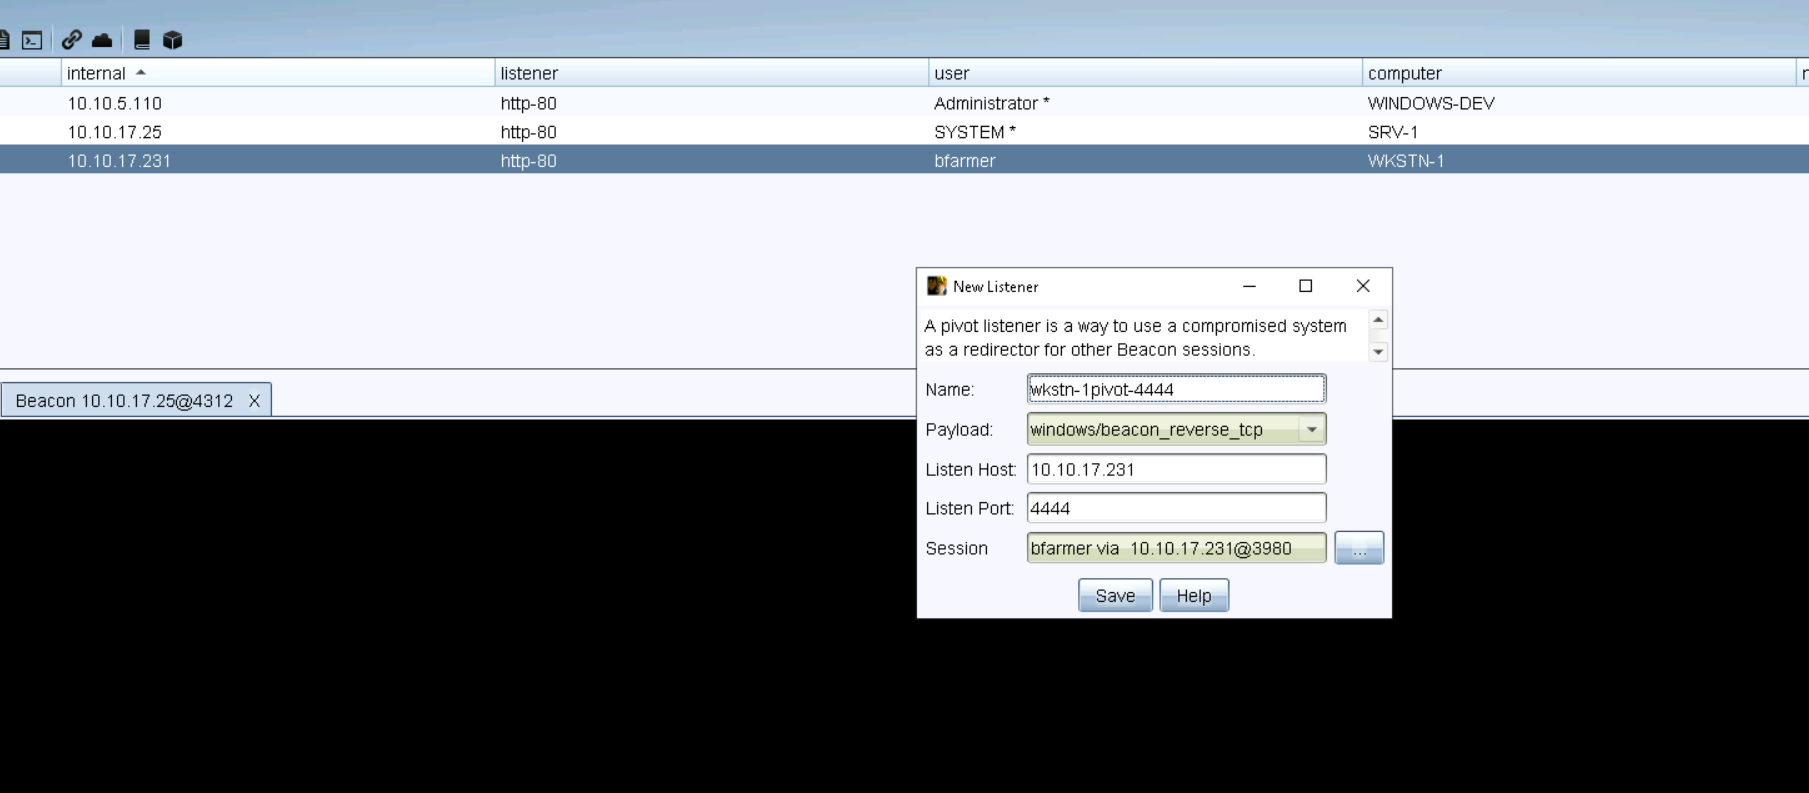 internal listener user computer
10.10.5.110 http-80 Administrator * WINDOWS-DEV
10.10.17.25 http-80 SYSTEM * SRV-1
10.10.17.231 http-80 bfarmer WKSTN-1
New Listener
A pivot listener is a way to use a compromised system
as a redirector for other Beacon sessions.
Name: wkstn-1pivot-4444
Payload: windows/beacon_reverse_tcp
Listen Host: 10.10.17.231
Listen Port: 4444
Session bfarmer via 10.10.17.231@3980 ...
Save Help
Beacon 10.10.17.25@4312 X